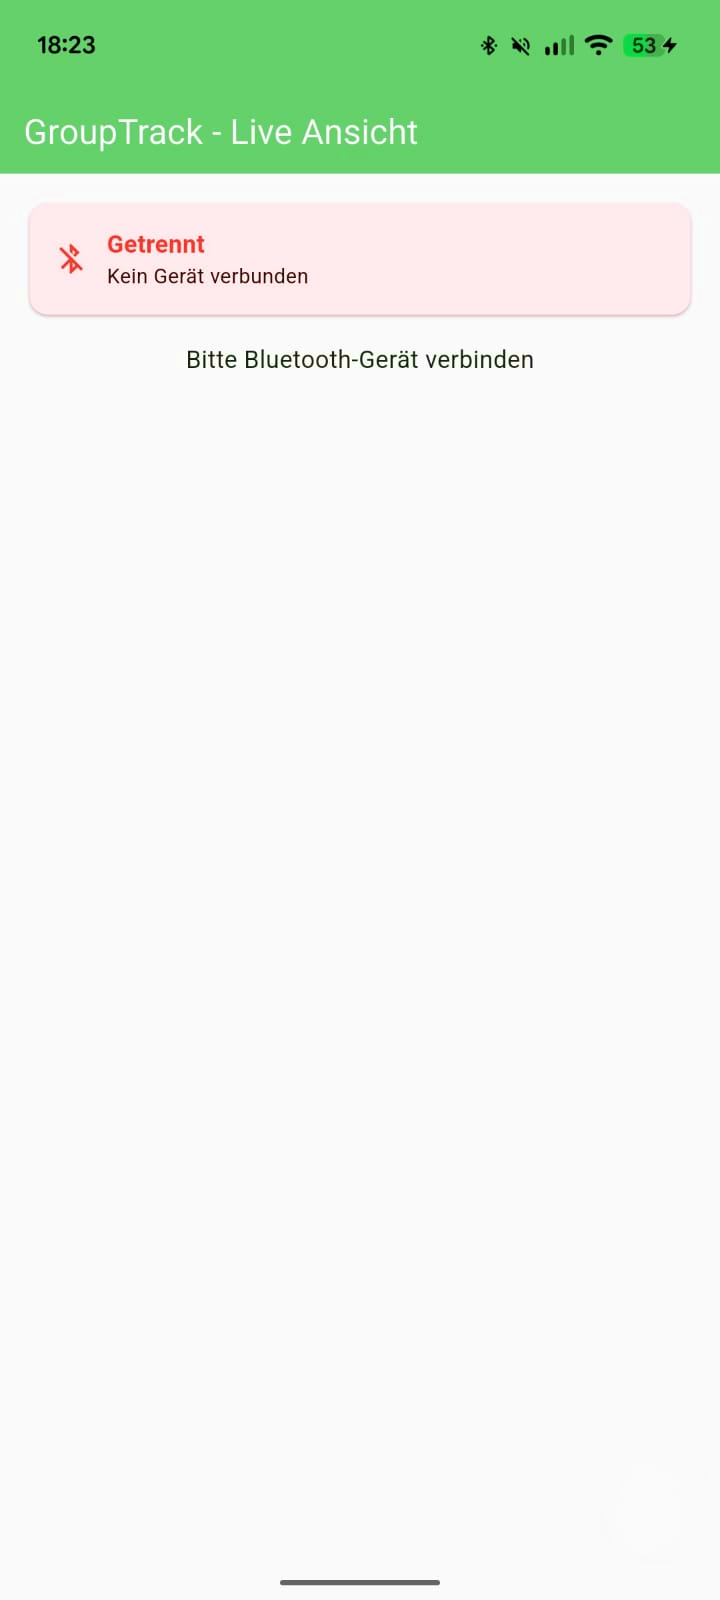 18:23
53
GroupTrack - Live Ansicht
Getrennt
Kein Gerät verbunden
Bitte Bluetooth-Gerät verbinden